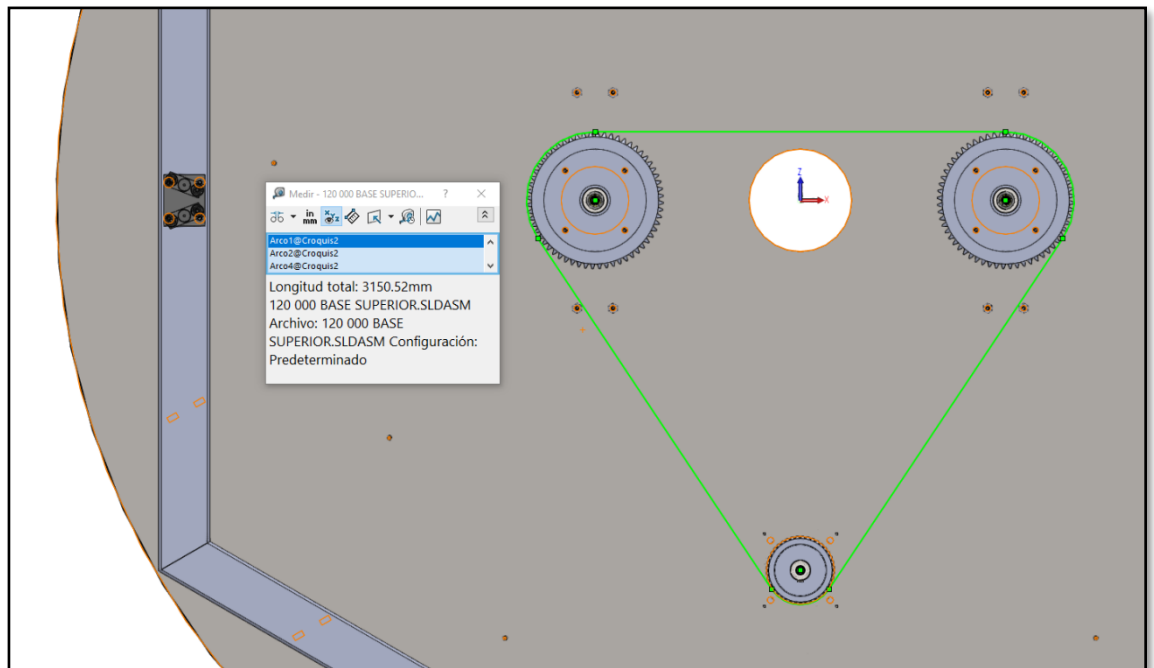 Medir - 120 000 BASE SUPERIO... ?
in
mm
XYZ
Arco1@Croquis2
Arco2@Croquis2
Arco4@Croquis2
Longitud total: 3150.52mm
120 000 BASE SUPERIOR.SLDASM
Archivo: 120 000 BASE
SUPERIOR.SLDASM Configuración:
Predeterminado
Z
X